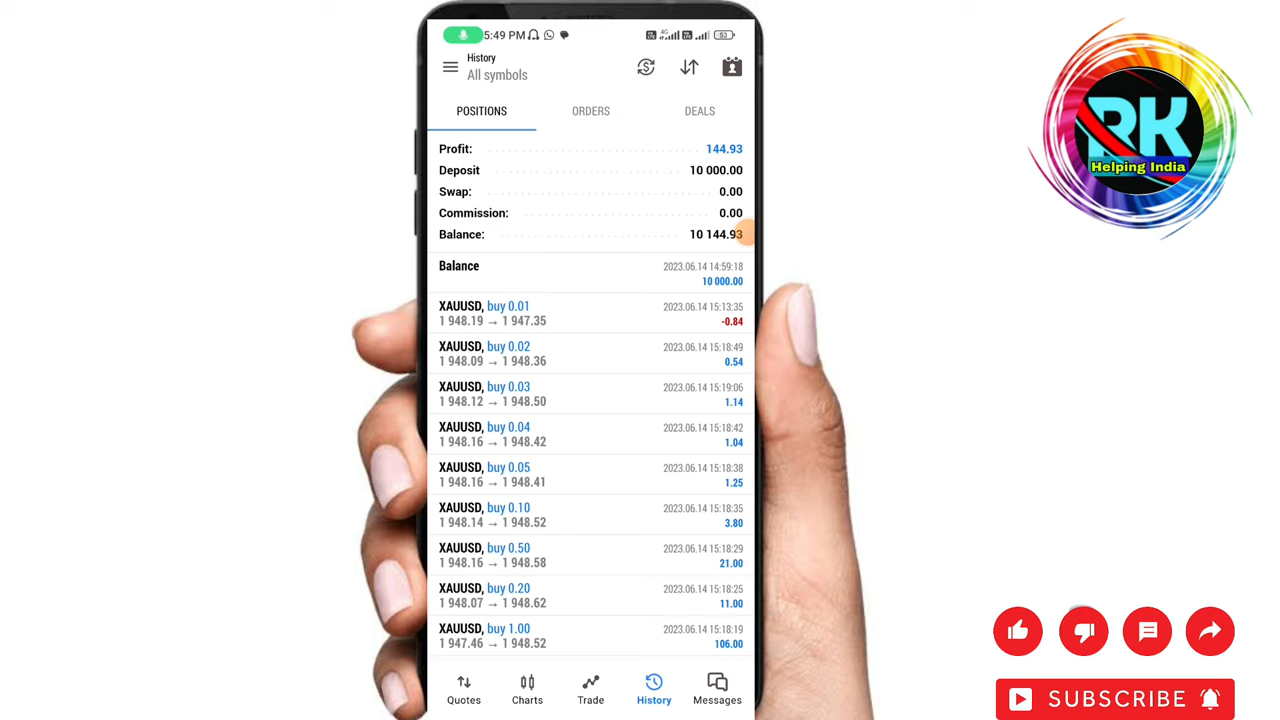 5:49 PM
53
History
All symbols
POSITIONS
ORDERS
DEALS
Profit: 144.93
Deposit 10 000.00
Swap: 0.00
Commission: 0.00
Balance: 10 144.93
Balance 2023.06.14 14:59:18
10 000.00
XAUUSD, buy 0.01 2023.06.14 15:13:35
1 948.19 → 1 947.35 -0.84
XAUUSD, buy 0.02 2023.06.14 15:18:49
1 948.09 → 1 948.36 0.54
XAUUSD, buy 0.03 2023.06.14 15:19:06
1 948.12 → 1 948.50 1.14
XAUUSD, buy 0.04 2023.06.14 15:18:42
1 948.16 → 1 948.42 1.04
XAUUSD, buy 0.05 2023.06.14 15:18:38
1 948.16 → 1 948.41 1.25
XAUUSD, buy 0.10 2023.06.14 15:18:35
1 948.14 → 1 948.52 3.80
XAUUSD, buy 0.50 2023.06.14 15:18:29
1 948.16 → 1 948.58 21.00
XAUUSD, buy 0.20 2023.06.14 15:18:25
1 948.07 → 1 948.62 11.00
XAUUSD, buy 1.00 2023.06.14 15:18:19
1 947.46 → 1 948.52 106.00
Quotes
Charts
Trade
History
Messages
RK
Helping India
SUBSCRIBE